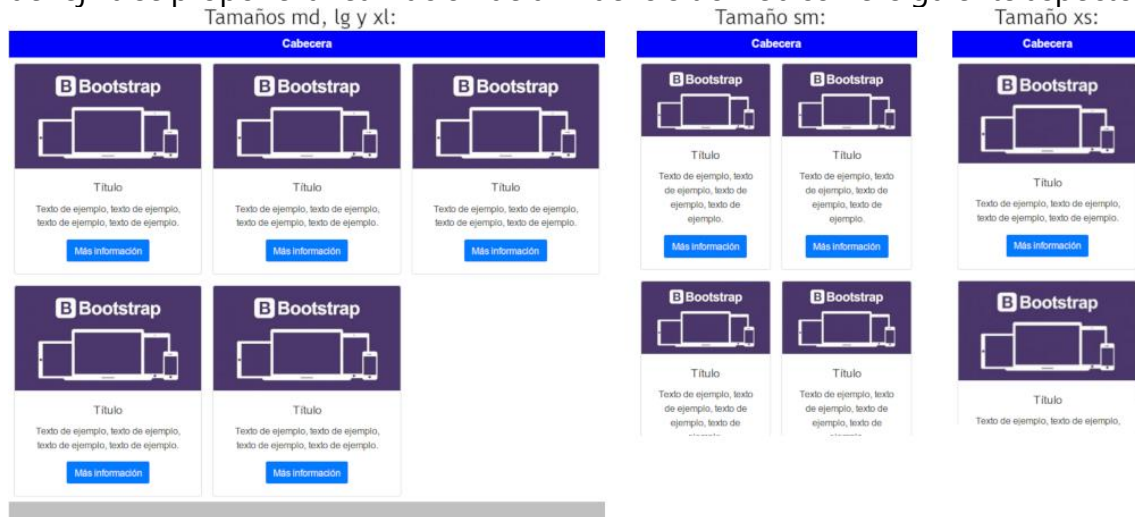 Tamaños md, lg y xl:
Cabecera
B Bootstrap
B Bootstrap
B Bootstrap
Título
Título
Título
Texto de ejemplo, texto de ejemplo,
texto de ejemplo, texto de ejemplo.
Texto de ejemplo, texto de ejemplo,
texto de ejemplo, texto de ejemplo.
Texto de ejemplo, texto de ejemplo,
texto de ejemplo, texto de ejemplo.
Más información
Más información
Más información
B Bootstrap
B Bootstrap
Título
Título
Texto de ejemplo, texto de ejemplo,
texto de ejemplo, texto de ejemplo.
Texto de ejemplo, texto de ejemplo,
texto de ejemplo, texto de ejemplo.
Más información
Más información
Tamaño sm:
Cabecera
B Bootstrap
B Bootstrap
Título
Título
Texto de ejemplo, texto
de ejemplo, texto de
ejemplo, texto de
ejemplo.
Texto de ejemplo, texto
de ejemplo, texto de
ejemplo, texto de
ejemplo.
Más información
Más información
B Bootstrap
B Bootstrap
Título
Título
Texto de ejemplo, texto
de ejemplo, texto de
ejemplo, texto de
Texto de ejemplo, texto
de ejemplo, texto de
ejemplo, texto de
Tamaño xs:
Cabecera
B Bootstrap
Título
Texto de ejemplo, texto de ejemplo,
texto de ejemplo, texto de ejemplo.
Más información
B Bootstrap
Título
Texto de ejemplo, texto de ejemplo,